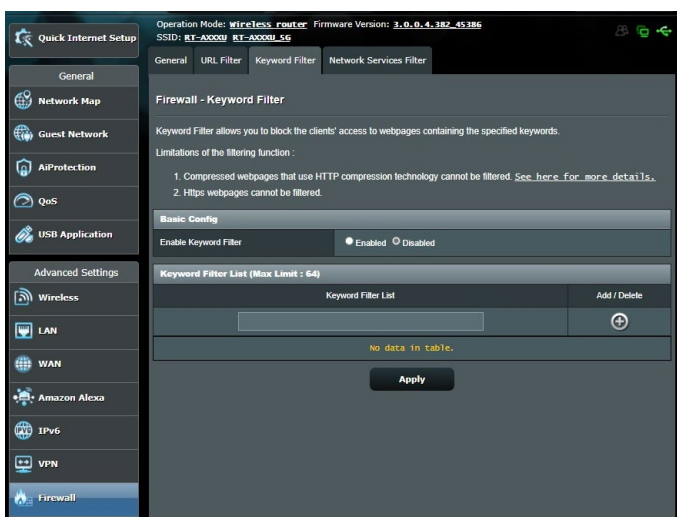 Quick Internet Setup
General
Network Map
Guest Network
AiProtection
QoS
USB Application
Advanced Settings
Wireless
LAN
WAN
Amazon Alexa
IPv6
VPN
Firewall
Operation Mode: Wireless router Firmware Version: 3.0.0.4.382_45386
SSID: RT-AXXXU RT-AXXXU_5G
General URL Filter Keyword Filter Network Services Filter
Firewall - Keyword Filter
Keyword Filter allows you to block the clients' access to webpages containing the specified keywords.
Limitations of the filtering function :
1. Compressed webpages that use HTTP compression technology cannot be filtered. See here for more details.
2. Https webpages cannot be filtered.
Basic Config
Enable Keyword Filter Enabled Disabled
Keyword Filter List (Max Limit : 64)
Keyword Filter List Add / Delete
No data in table.
Apply